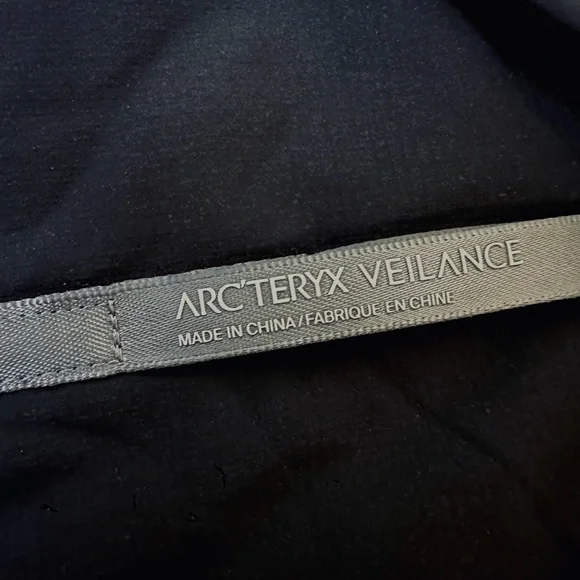 ARC'TERYX VEILANCE
MADE IN CHINA/FABRIQUE EN CHINE